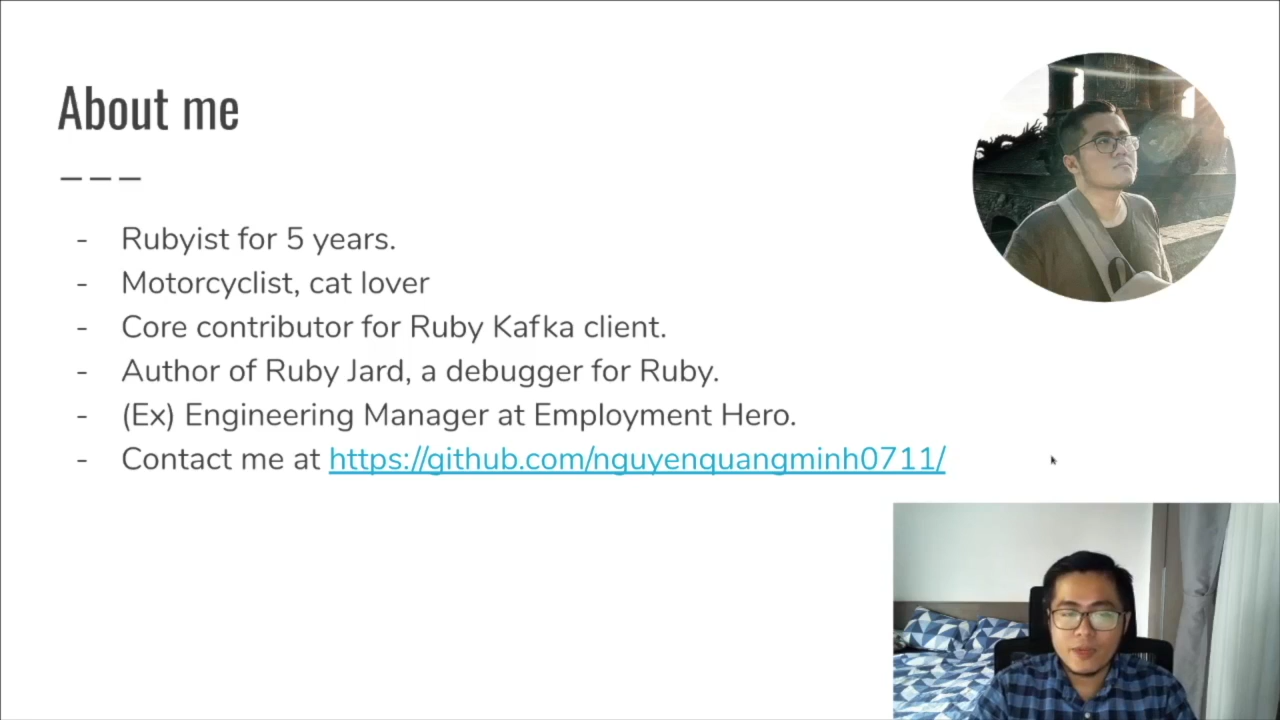 About me
- Rubyist for 5 years.
- Motorcyclist, cat lover
- Core contributor for Ruby Kafka client.
- Author of Ruby Jard, a debugger for Ruby.
- (Ex) Engineering Manager at Employment Hero.
- Contact me at https://github.com/nguyenquangminh0711/